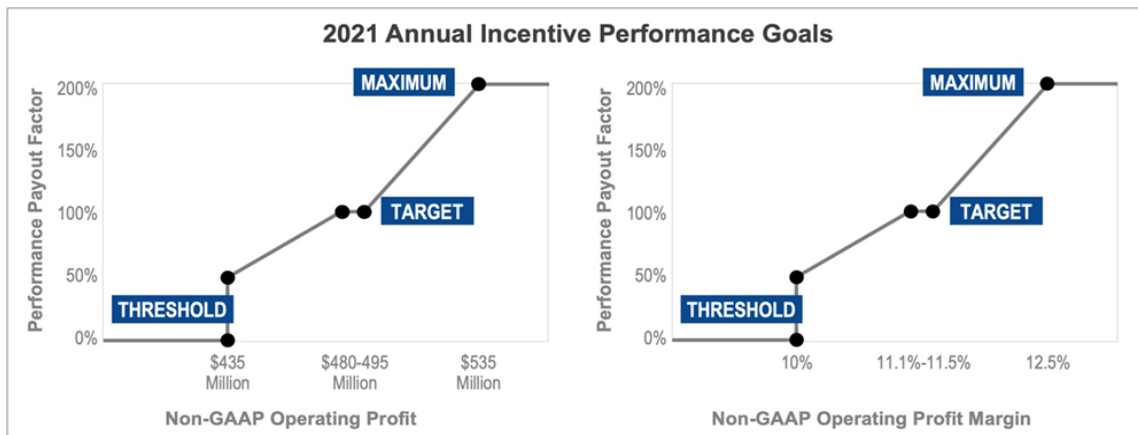 2021 Annual Incentive Performance Goals
Performance Payout Factor
200%
150%
100%
50%
0%
MAXIMUM
TARGET
THRESHOLD
$435
Million
$480-495
Million
$535
Million
Non-GAAP Operating Profit
Performance Payout Factor
200%
150%
100%
50%
0%
MAXIMUM
TARGET
THRESHOLD
10%
11.1%-11.5%
12.5%
Non-GAAP Operating Profit Margin